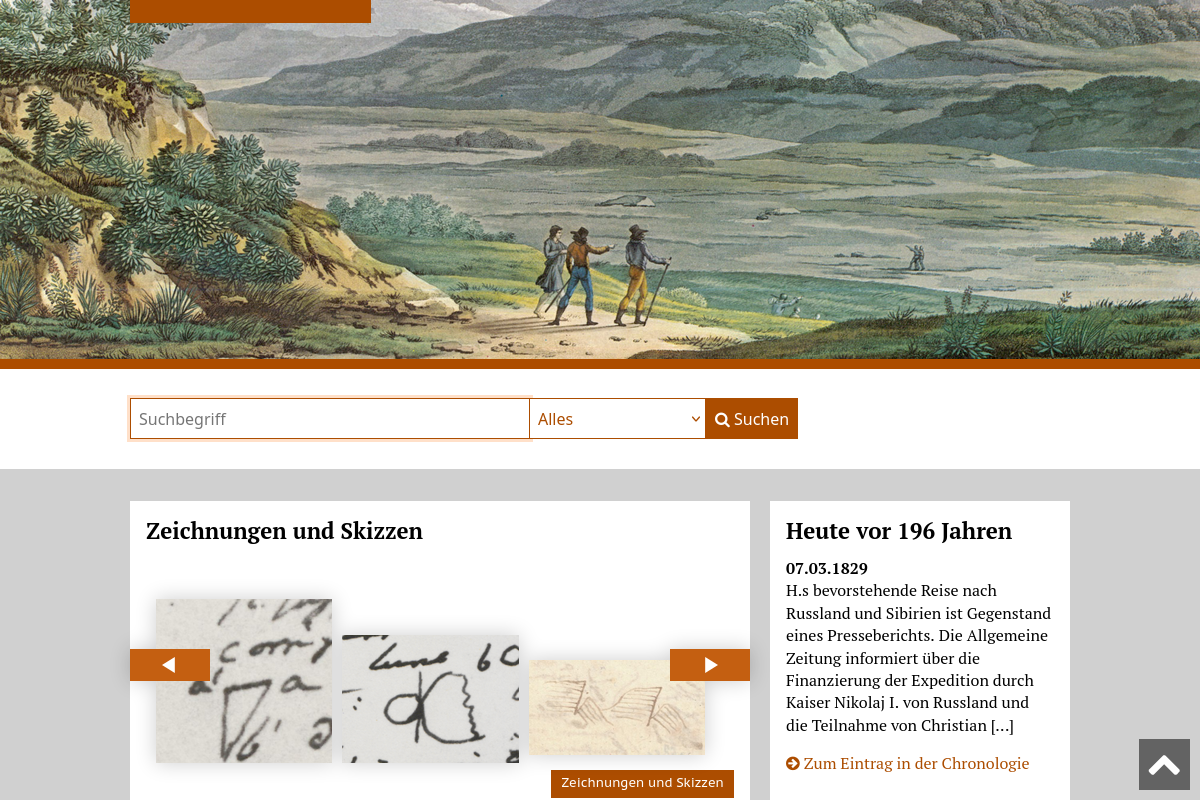 Suchbegriff
Alles
Suchen
Zeichnungen und Skizzen
Zeichnungen und Skizzen
Heute vor 196 Jahren
07.03.1829
H.s bevorstehende Reise nach
Russland und Sibirien ist Gegenstand
eines Presseberichts. Die Allgemeine
Zeitung informiert über die
Finanzierung der Expedition durch
Kaiser Nikolaj I. von Russland und
die Teilnahme von Christian [...]
Zum Eintrag in der Chronologie